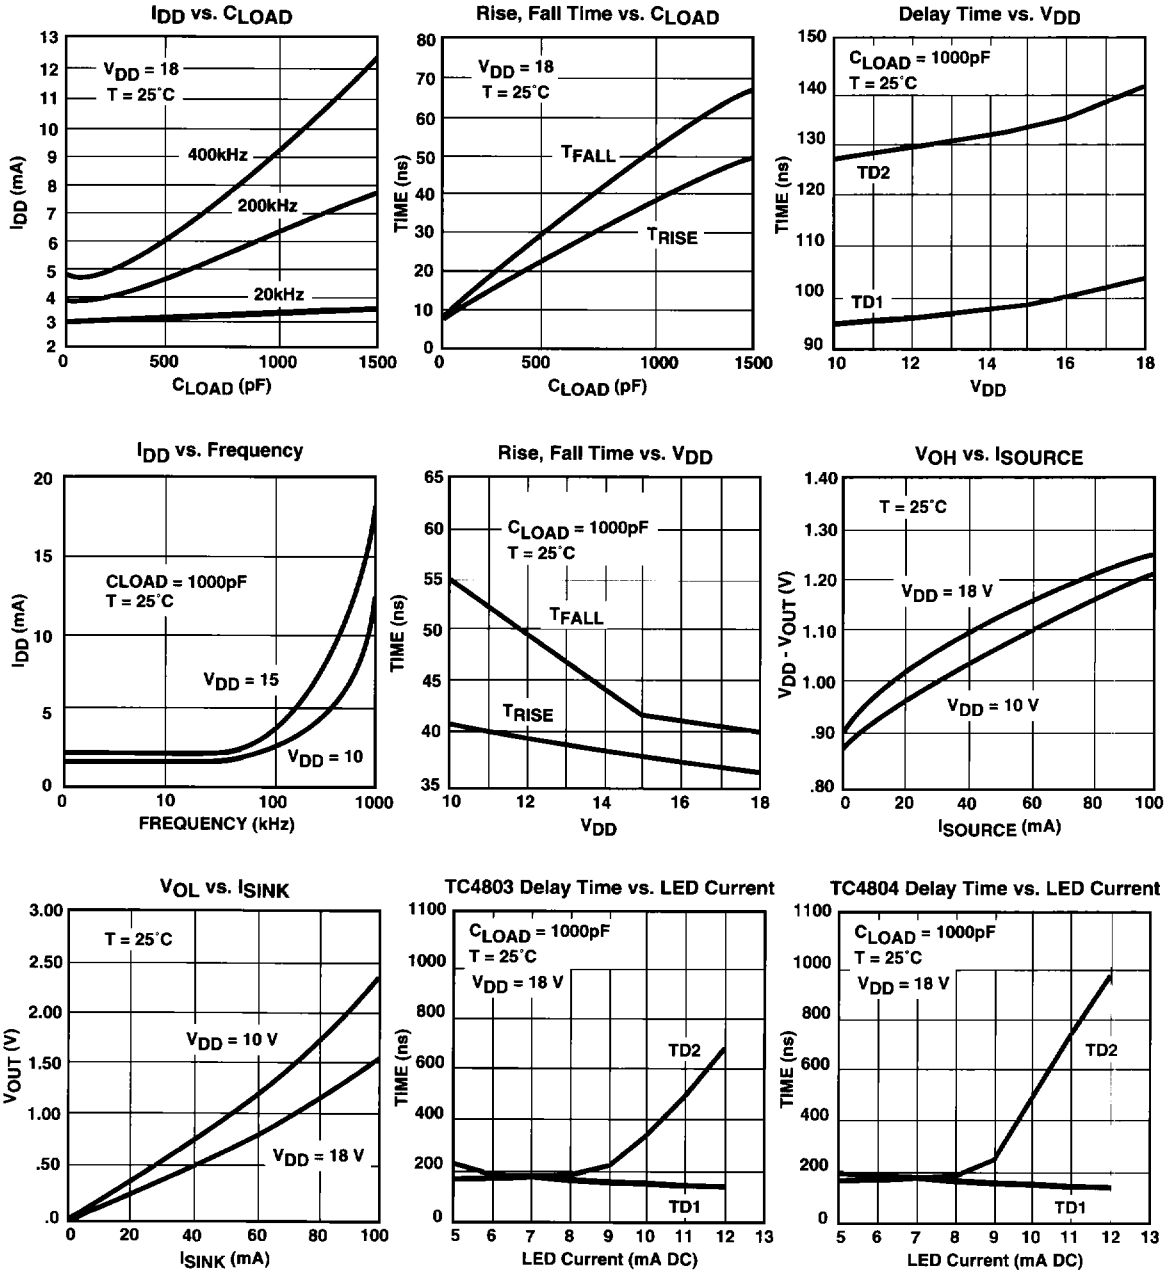 IDD vs. CLOAD
13
12
11
10
9
8
7
6
5
4
3
2
IDD (mA)
VDD = 18
T = 25°C
400kHz
200kHz
20kHz
0 500 1000 1500
CLOAD (pF)
Rise, Fall Time vs. CLOAD
80
70
60
50
40
30
20
10
0
TIME (ns)
VDD = 18
T = 25°C
TFALL
TRISE
0 500 1000 1500
CLOAD (pF)
Delay Time vs. VDD
150
140
130
120
110
100
90
TIME (ns)
CLOAD = 1000pF
T = 25°C
TD2
TD1
10 12 14 16 18
VDD
IDD vs. Frequency
20
15
10
5
0
IDD (mA)
CLOAD = 1000pF
T = 25°C
VDD = 15
VDD = 10
0 10 100 1000
FREQUENCY (kHz)
Rise, Fall Time vs. VDD
65
60
55
50
45
40
35
TIME (ns)
CLOAD = 1000pF
T = 25°C
TFALL
TRISE
10 12 14 16 18
VDD
VOH vs. ISOURCE
1.40
1.30
1.20
1.10
1.00
.90
.80
VDD - VOUT (V)
T = 25°C
VDD = 18 V
VDD = 10 V
0 20 40 60 80 100
ISOURCE (mA)
VOL vs. ISINK
3.00
2.50
2.00
1.50
1.00
.50
.0
VOUT (V)
T = 25°C
VDD = 10 V
VDD = 18 V
0 20 40 60 80 100
ISINK (mA)
TC4803 Delay Time vs. LED Current
1100
1000
800
600
400
200
0
TIME (ns)
CLOAD = 1000pF
T = 25°C
VDD = 18 V
TD2
TD1
5 6 7 8 9 10 11 12 13
LED Current (mA DC)
TC4804 Delay Time vs. LED Current
1100
1000
800
600
400
200
0
TIME (ns)
CLOAD = 1000pF
T = 25°C
VDD = 18 V
TD2
TD1
5 6 7 8 9 10 11 12 13
LED Current (mA DC)